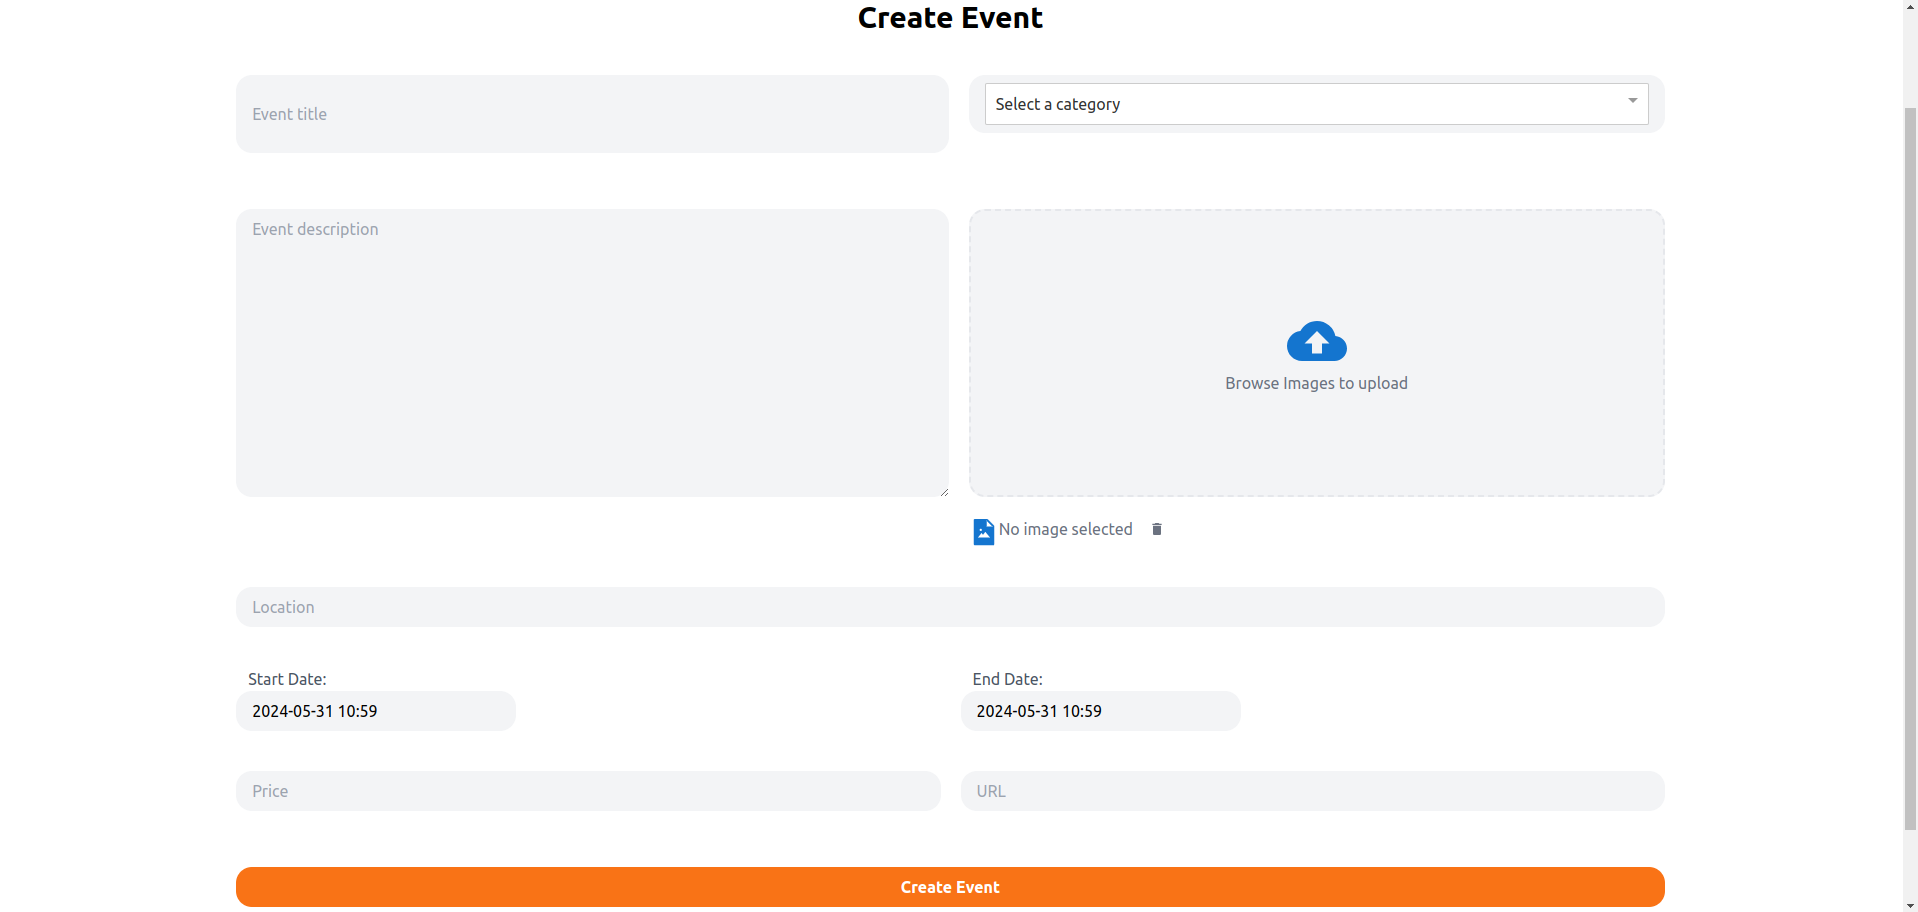 Create Event
Event title
Select a category
Event description
Browse Images to upload
No image selected
Location
Start Date:
End Date:
2024-05-31 10:59
2024-05-31 10:59
Price
URL
Create Event